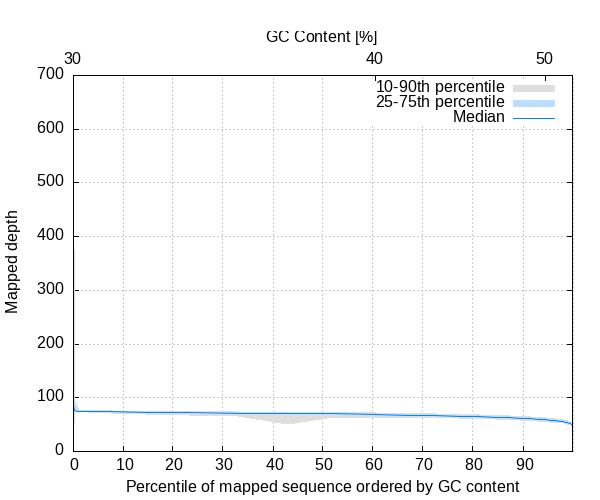 GC Content [%]
30 40 50
700
600
500
400
300
200
100
0
10-90th percentile
25-75th percentile
Median
Mapped depth
0 10 20 30 40 50 60 70 80 90
Percentile of mapped sequence ordered by GC content